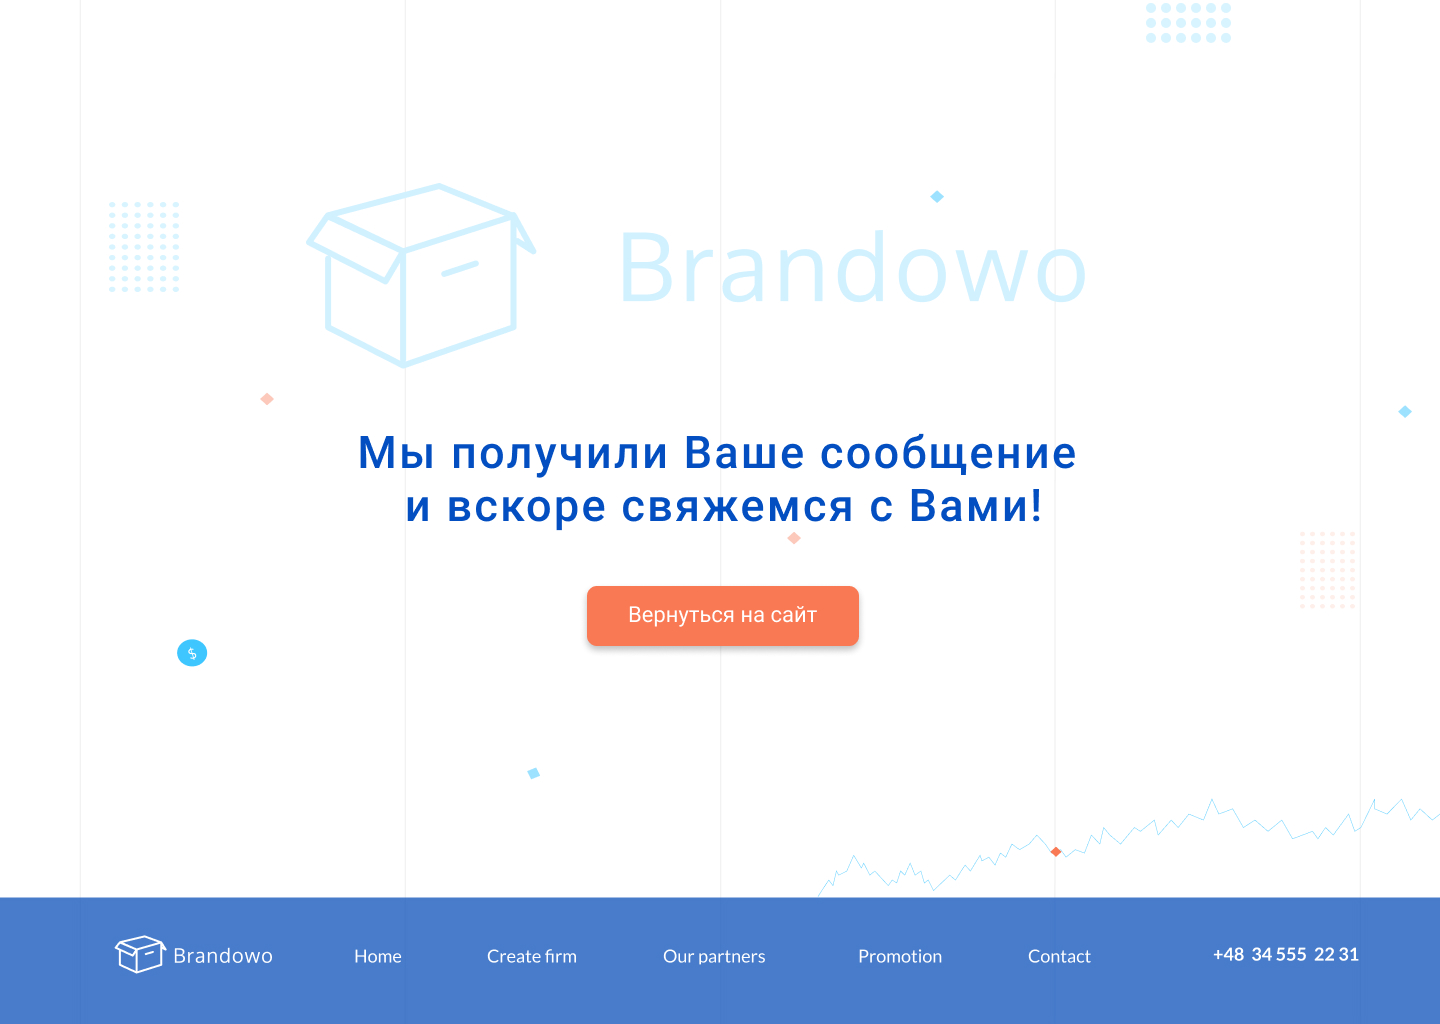 Brandowo
Мы получили Ваше сообщение
и вскоре свяжемся с Вами!
Вернуться на сайт
$
Brandowo
Home
Create firm
Our partners
Promotion
Contact
+48 34 555 22 31